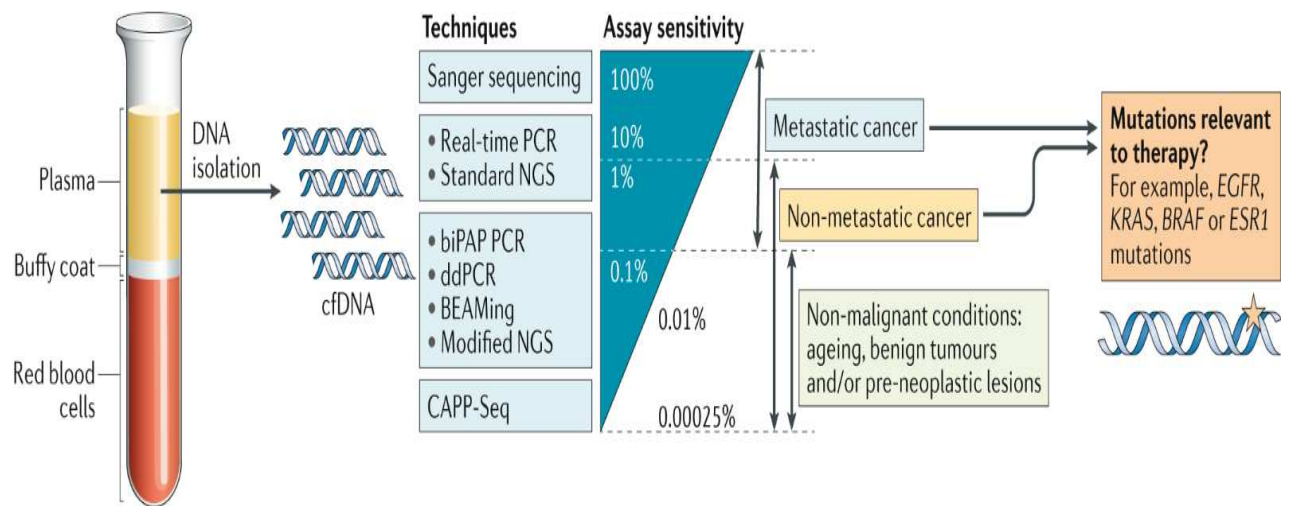 Plasma
Buffy coat
Red blood
cells
DNA
isolation
cfDNA
Techniques
Sanger sequencing
• Real-time PCR
• Standard NGS
• biPAP PCR
• ddPCR
• BEAMing
• Modified NGS
CAPP-Seq
Assay sensitivity
100%
10%
1%
0.1%
0.01%
0.00025%
Metastatic cancer
Non-metastatic cancer
Non-malignant conditions:
ageing, benign tumours
and/or pre-neoplastic lesions
Mutations relevant
to therapy?
For example, EGFR,
KRAS, BRAF or ESR1
mutations